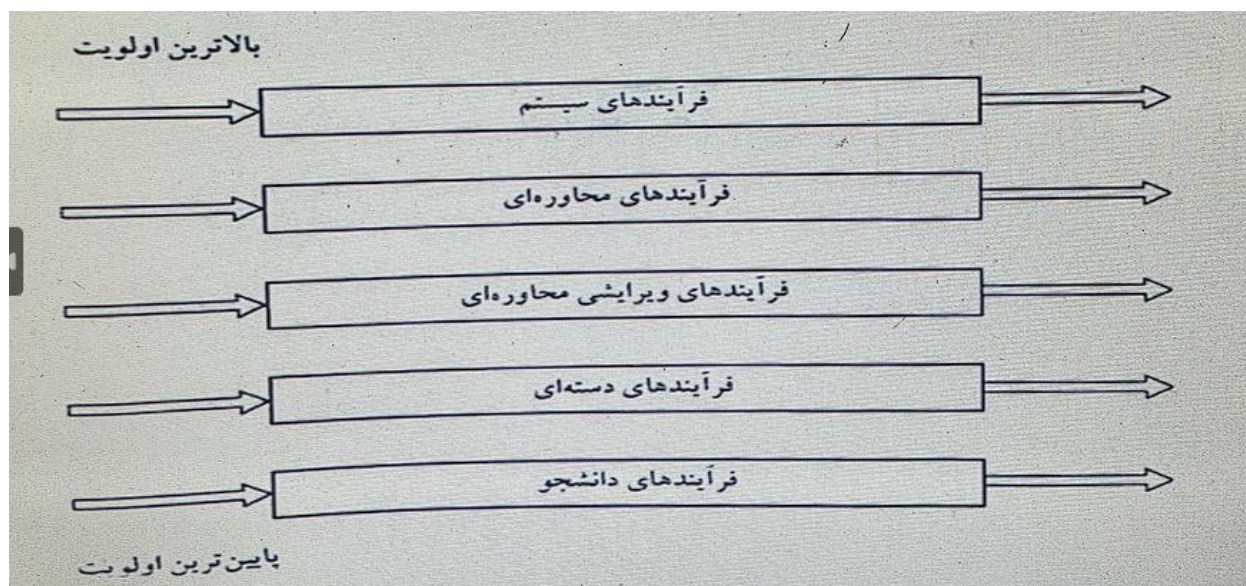 بالاترین اولویت
فرآیندهای سیستم
فرآیندهای محاوره‌ای
فرآیندهای ویرایشی محاوره‌ای
فرآیندهای دسته‌ای
فرآیندهای دانشجو
پایین‌ترین اولویت